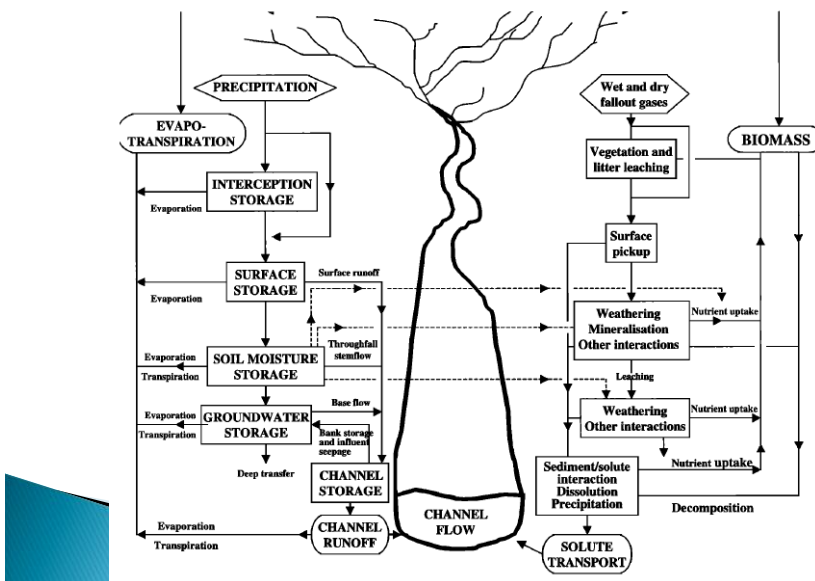 PRECIPITATION
EVAPO-
TRANSPIRATION
INTERCEPTION
STORAGE
Evaporation
SURFACE
STORAGE
Surface runoff
Evaporation
SOIL MOISTURE
STORAGE
Throughfall
stemflow
Evaporation
Transpiration
GROUNDWATER
STORAGE
Base flow
Evaporation
Transpiration
Bank storage
and influent
seepage
Deep transfer
CHANNEL
STORAGE
CHANNEL
RUNOFF
Evaporation
Transpiration
CHANNEL
FLOW
Wet and dry
fallout gases
BIOMASS
Vegetation and
litter leaching
Surface
pickup
Weathering
Mineralisation
Other interactions
Nutrient uptake
Leaching
Weathering
Other interactions
Nutrient uptake
Sediment/solute
interaction
Dissolution
Precipitation
Nutrient uptake
Decomposition
SOLUTE
TRANSPORT